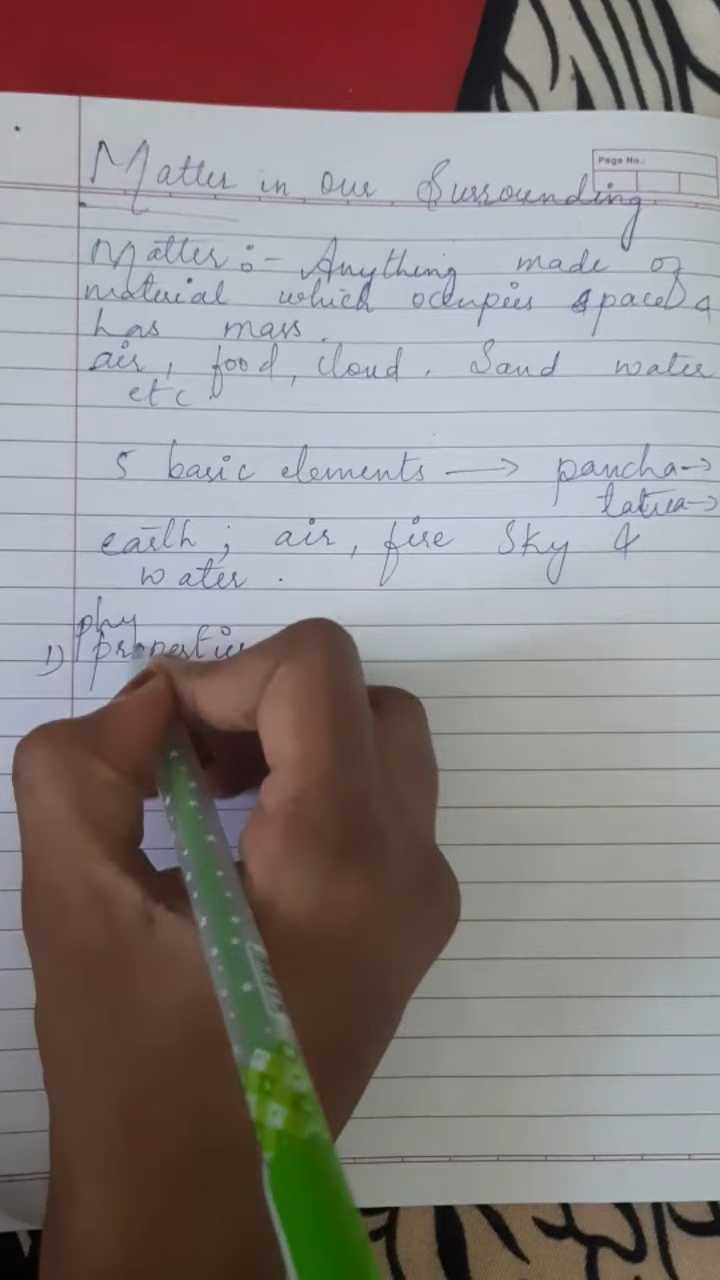 Page No.:
Matter in our Surrounding
Matter :- Anything made of
material which occupies space &
has mass.
air, food, cloud. Sand water
etc
5 basic elements → pancha→
tatva→
earth ; air, fire Sky &
water .
phy
1) properties